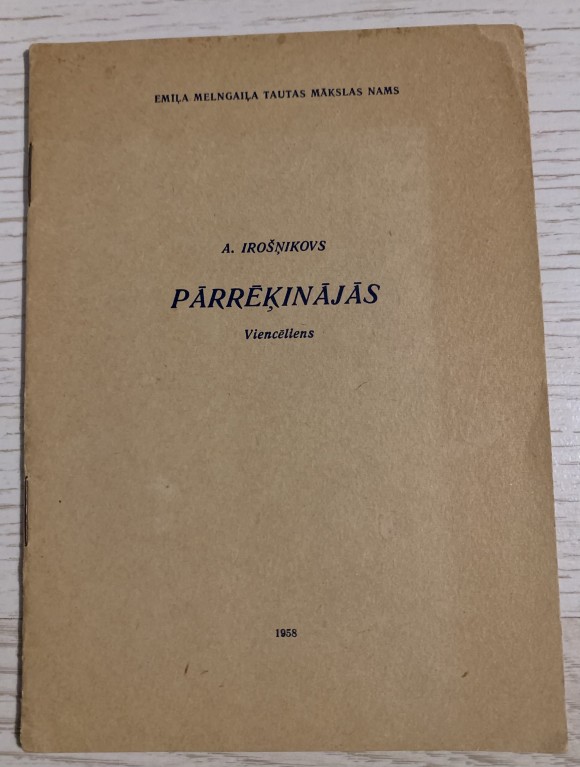 EMIĻA MELNGAIĻA TAUTAS MĀKSLAS NAMS
A. IROŠŅIKOVS
PĀRRĒĶINĀJĀS
Viencēliens
1958